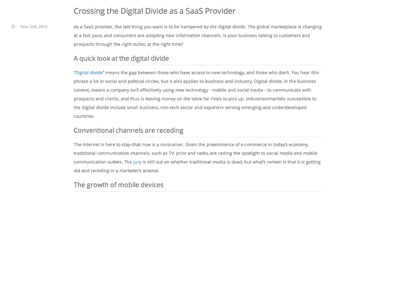 Crossing the Digital Divide as a SaaS Provider
Nov 2nd, 2015
As a SaaS provider, the last thing you want is to be hampered by the digital divide. The global marketplace is changing
at a fast pace, and consumers are adopting new information channels. Is your business talking to customers and
prospects through the right outlet, at the right time?
A quick look at the digital divide
"Digital divide" means the gap between those who have access to new technology, and those who don't. You hear this
phrase a lot in social and political circles, but it also applies to business and industry. Digital divide, in the business
context, means a company isn't effectively using new technology - mobile and social media - to communicate with
prospects and clients, and thus is leaving money on the table for rivals to pick up. Industries/markets susceptible to
the digital divide include small business, non-tech sector and exporters serving emerging and underdeveloped
countries.
Conventional channels are receding
The Internet is here to stay—that now is a no-brainer. Given the preeminence of e-commerce in today's economy,
traditional communication channels, such as TV, print and radio, are ceding the spotlight to social media and mobile
communication outlets. The jury is still out on whether traditional media is dead, but what's certain is that it is getting
old and receding in a marketer's arsenal.
The growth of mobile devices